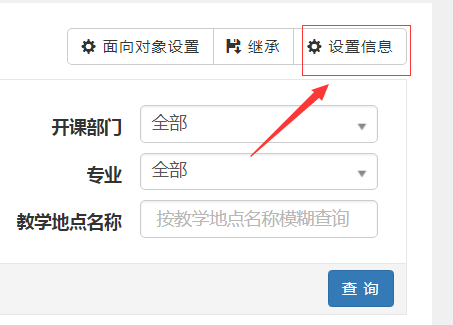 面向对象设置 继承 设置信息
开课部门 全部
专业 全部
教学地点名称 按教学地点名称模糊查询
查 询